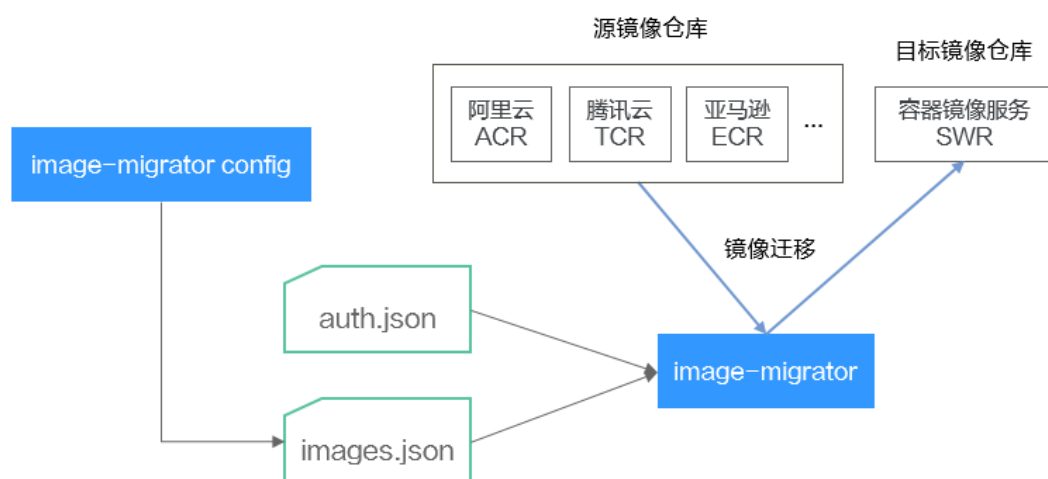 源镜像仓库
目标镜像仓库
阿里云
ACR
腾讯云
TCR
亚马逊
ECR
...
容器镜像服务
SWR
image-migrator config
镜像迁移
auth.json
image-migrator
images.json